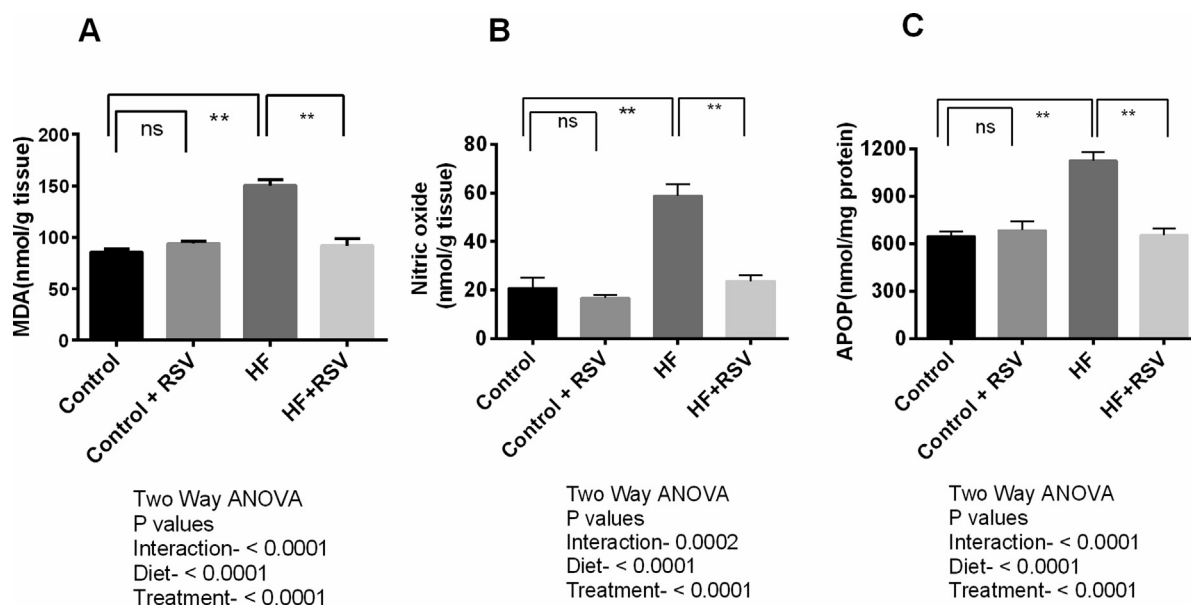 A
ns
**
**
MDA(nmol/g tissue)
200
150
100
50
0
Control
Control + RSV
HF
HF+RSV
Two Way ANOVA
P values
Interaction- < 0.0001
Diet- < 0.0001
Treatment- < 0.0001
B
ns
**
**
Nitric oxide
(nmol/g tissue)
80
60
40
20
0
Control
Control + RSV
HF
HF+RSV
Two Way ANOVA
P values
Interaction- 0.0002
Diet- < 0.0001
Treatment- < 0.0001
C
ns
**
**
APOP(nmol/mg protein)
1200
900
600
300
0
Control
Control + RSV
HF
HF+RSV
Two Way ANOVA
P values
Interaction- < 0.0001
Diet- < 0.0001
Treatment- < 0.0001